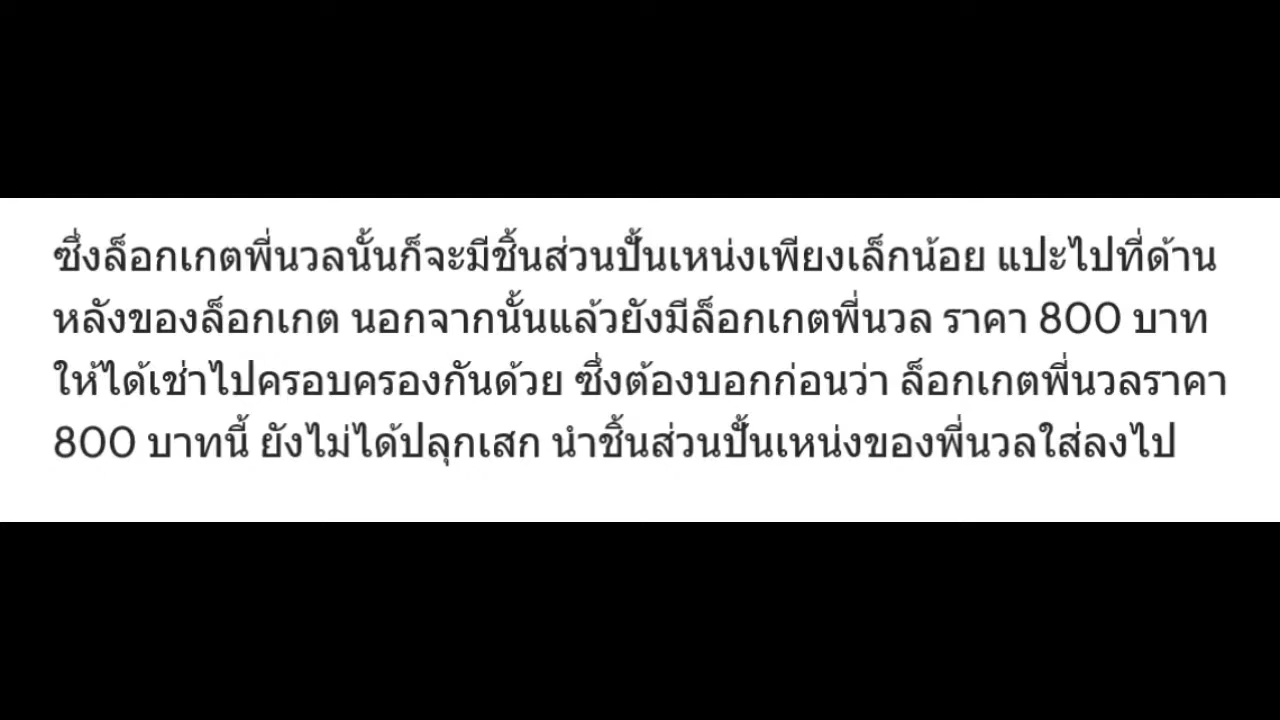 ซึ่งล็อกเกตพี่นวลนั้นก็จะมีชิ้นส่วนปั้นเหน่งเพียงเล็กน้อย แปะไปที่ด้าน
หลังของล็อกเกต นอกจากนั้นแล้วยังมีล็อกเกตพี่นวล ราคา 800 บาท
ให้ได้เช่าไปครอบครองกันด้วย ซึ่งต้องบอกก่อนว่า ล็อกเกตพี่นวลราคา
800 บาทนี้ ยังไม่ได้ปลุกเสก นำชิ้นส่วนปั้นเหน่งของพี่นวลใส่ลงไป